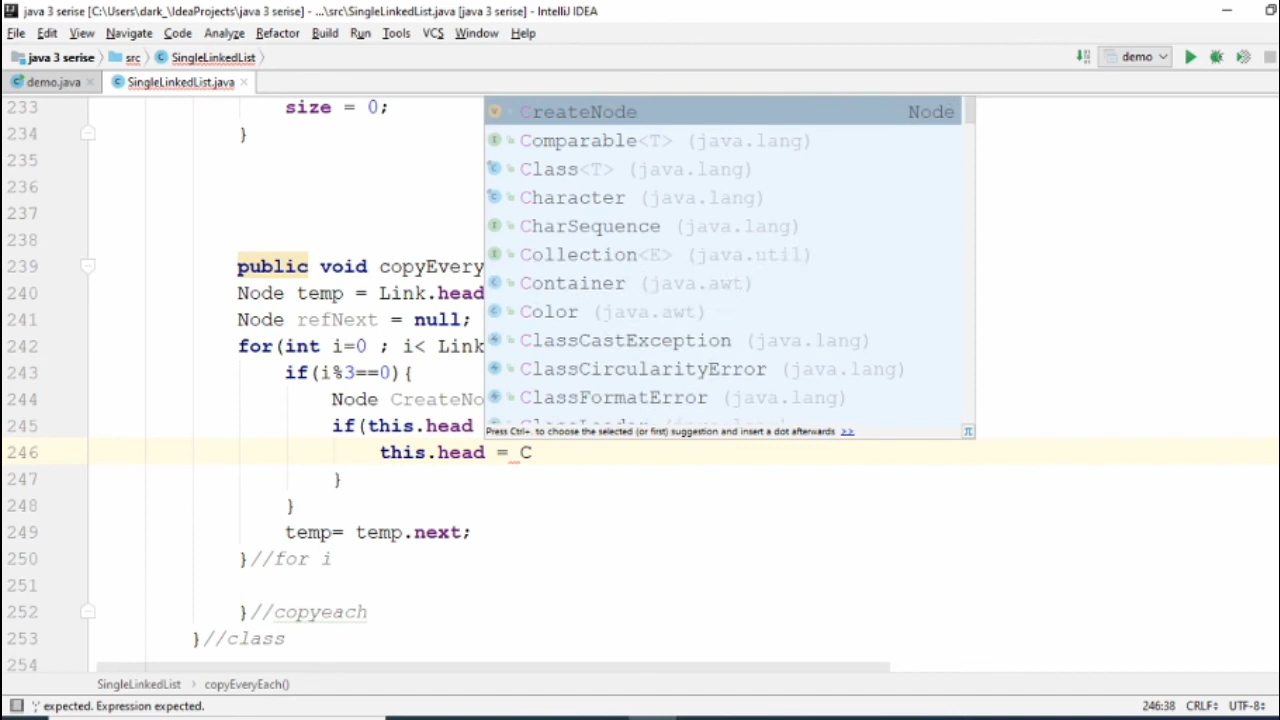 java 3 serise [C:\Users\dark_\IdeaProjects\java 3 serise] - ...\src\SingleLinkedList.java [java 3 serise] - IntelliJ IDEA
File Edit View Navigate Code Analyze Refactor Build Run Tools VCS Window Help
java 3 serise src SingleLinkedList demo
demo.java SingleLinkedList.java
233 size = 0;
234 }
235
236
237
238
239 public void copyEvery
240 Node temp = Link.head
241 Node refNext = null;
242 for(int i=0 ; i< Link
243 if(i%3==0){
244 Node CreateNo
245 if(this.head
246 this.head = C
247 }
248 }
249 temp= temp.next;
250 }//for i
251
252 }//copyeach
253 }//class
254
CreateNode Node
Comparable<T> (java.lang)
Class<T> (java.lang)
Character (java.lang)
CharSequence (java.lang)
Collection<E> (java.util)
Container (java.awt)
Color (java.awt)
ClassCastException (java.lang)
ClassCircularityError (java.lang)
ClassFormatError (java.lang)
Press Ctrl+. to choose the selected (or first) suggestion and insert a dot afterwards >>
SingleLinkedList copyEveryEach()
';' expected. Expression expected. 246:38 CRLF UTF-8